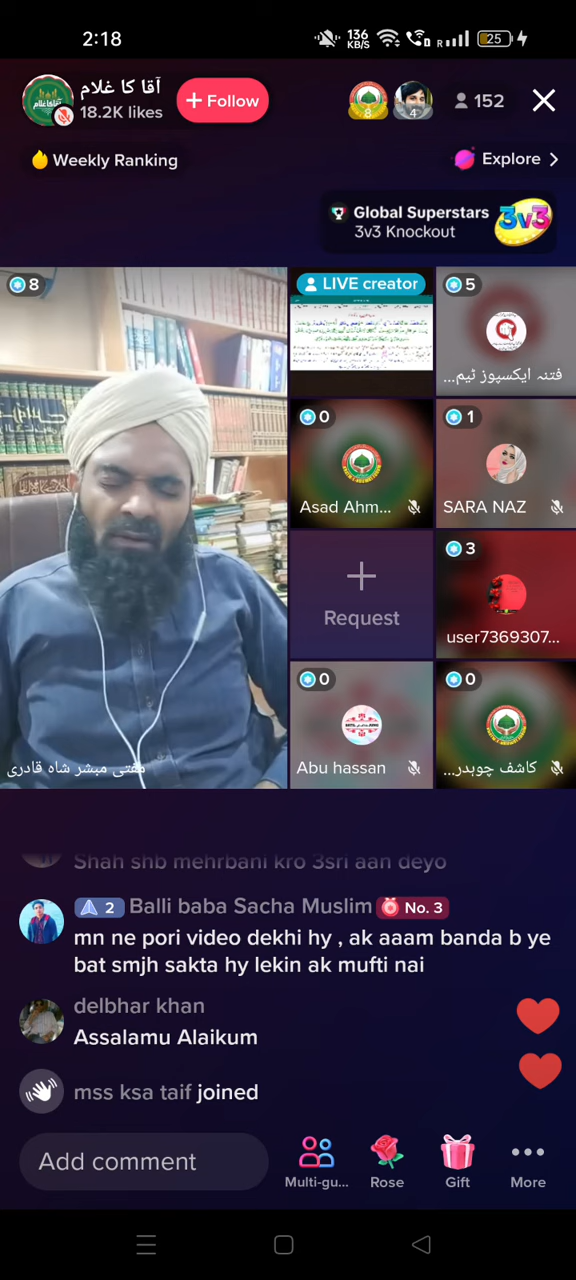 2:18
136
KB/S
R
25
آقا کا غلام
18.2K likes
+ Follow
8
4
152
Weekly Ranking
Explore
Global Superstars
3v3 Knockout
3v3
8
LIVE creator
5
فتنہ ایکسپوز ٹیم...
0
Asad Ahm...
1
SARA NAZ
Request
3
user7369307...
مفتی مبشر شاہ قادری
0
Abu hassan
0
کاشف چوہدر...
Shah shb mehrbani kro 3sri aan deyo
2 Balli baba Sacha Muslim No. 3
mn ne pori video dekhi hy , ak aaam banda b ye
bat smjh sakta hy lekin ak mufti nai
delbhar khan
Assalamu Alaikum
mss ksa taif joined
Add comment
Multi-gu...
Rose
Gift
More